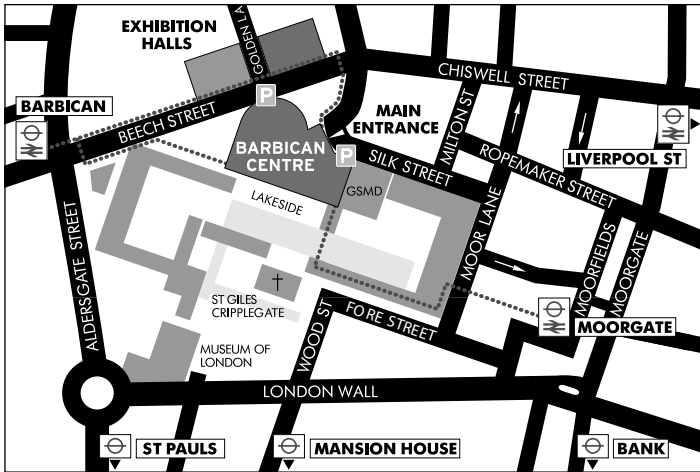 EXHIBITION
HALLS
GOLDEN LA
CHISWELL STREET
BARBICAN
P
BEECH STREET
MAIN
ENTRANCE
MILTON ST
LIVERPOOL ST
BARBICAN
CENTRE
P
SILK STREET
ROPEMAKER STREET
GSMD
LAKESIDE
MOOR LANE
MOORFIELDS
MOORGATE
ALDERSGATE STREET
ST GILES
CRIPPLEGATE
WOOD ST
FORE STREET
MOORGATE
MUSEUM OF
LONDON
LONDON WALL
ST PAULS
MANSION HOUSE
BANK